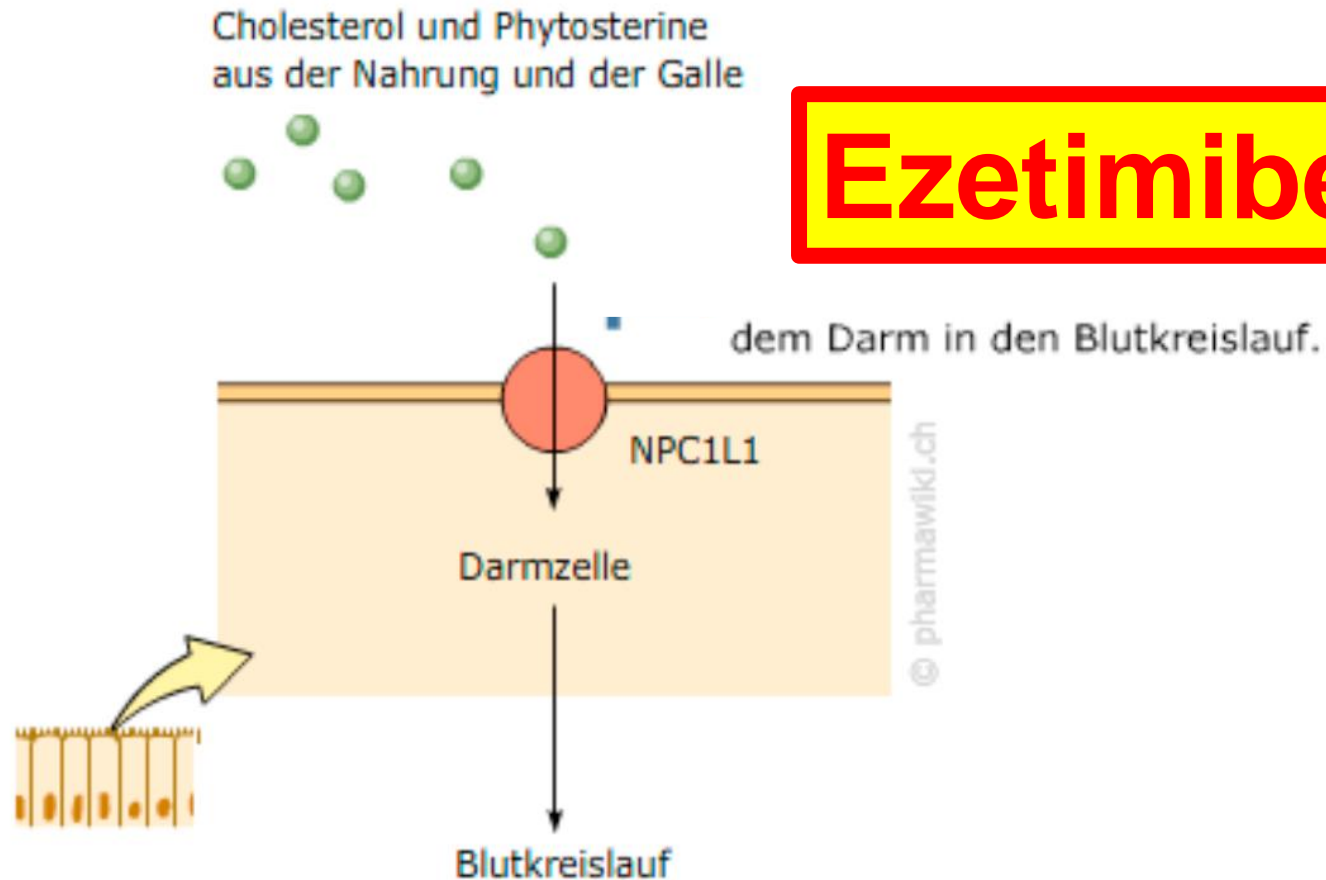 Cholesterol und Phytosterine
aus der Nahrung und der Galle
Ezetimibe
dem Darm in den Blutkreislauf.
NPC1L1
Darmzelle
© pharmawiki.ch
Blutkreislauf